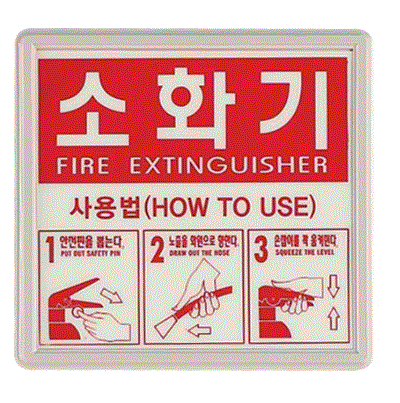 소화기
FIRE EXTINGUISHER
사용법(HOW TO USE)
1 안전핀을 뽑는다.
PUT OUT SAFETY PIN
2 노즐을 화원으로 향한다.
DRAW OUT THE HOSE
3 손잡이를 꽉 움켜쥔다.
SQUEEZE THE LEVEL